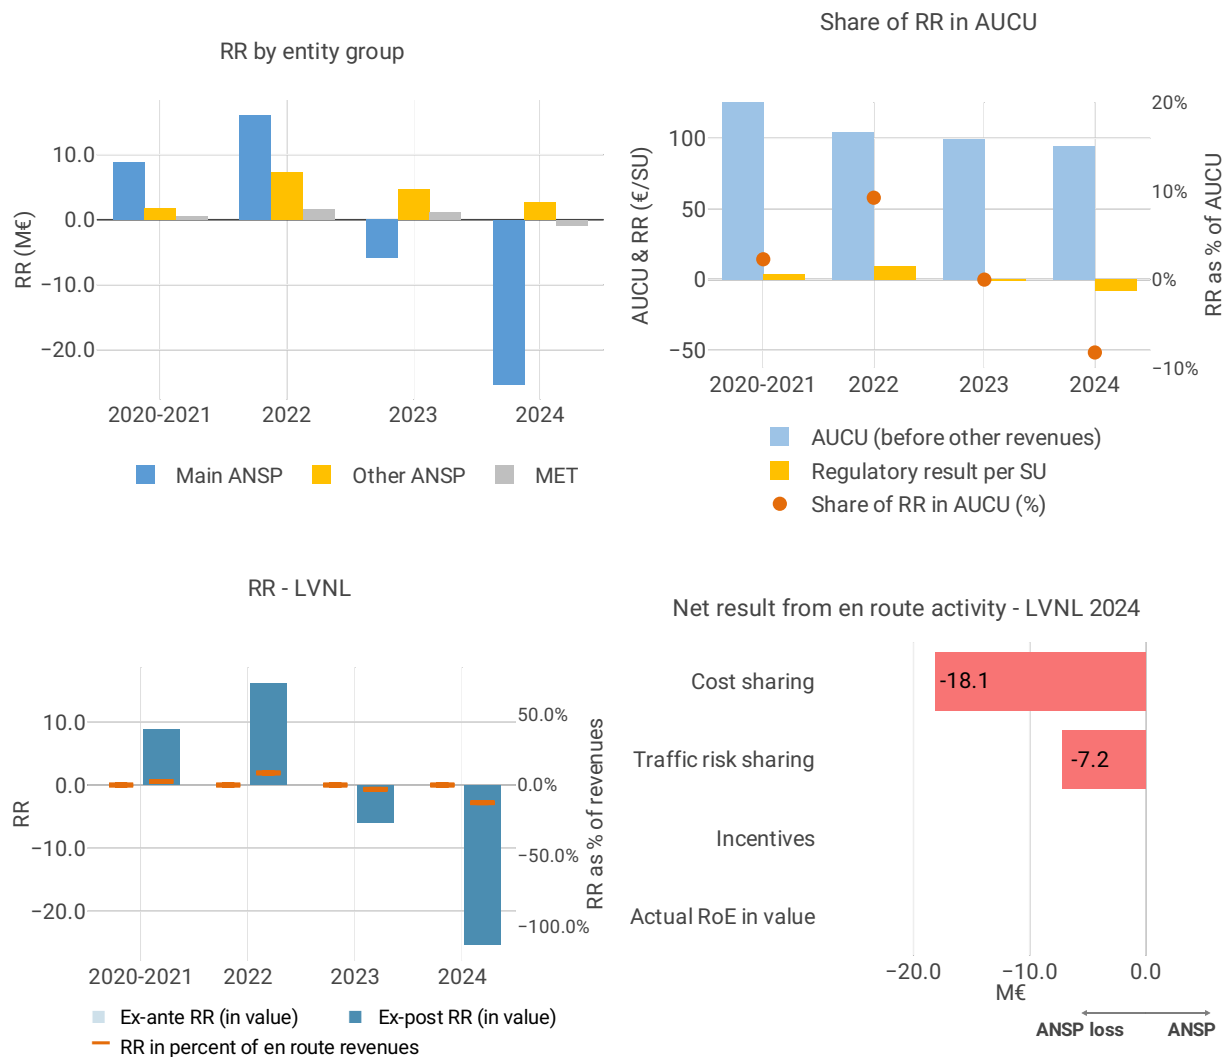 RR by entity group
RR (M€)
10.0
0.0
−10.0
−20.0
2020-2021
2022
2023
2024
Main ANSP
Other ANSP
MET
Share of RR in AUCU
AUCU & RR (€/SU)
100
50
0
−50
20%
10%
0%
−10%
RR as % of AUCU
2020-2021
2022
2023
2024
AUCU (before other revenues)
Regulatory result per SU
Share of RR in AUCU (%)
RR - LVNL
RR
10.0
0.0
−10.0
−20.0
50.0%
0.0%
−50.0%
−100.0%
RR as % of revenues
2020-2021
2022
2023
2024
Ex-ante RR (in value)
Ex-post RR (in value)
RR in percent of en route revenues
Net result from en route activity - LVNL 2024
Cost sharing
-18.1
Traffic risk sharing
-7.2
Incentives
Actual RoE in value
−20.0
−10.0
0.0
M€
ANSP loss
ANSP